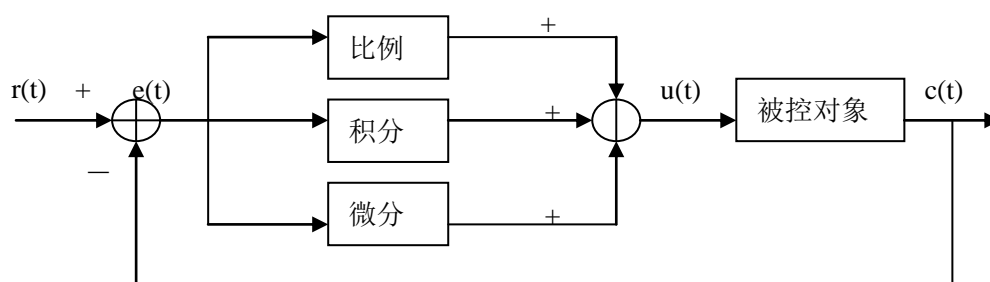 比例
+
r(t) + e(t)
积分
+
u(t)
被控对象
c(t)
—
微分
+